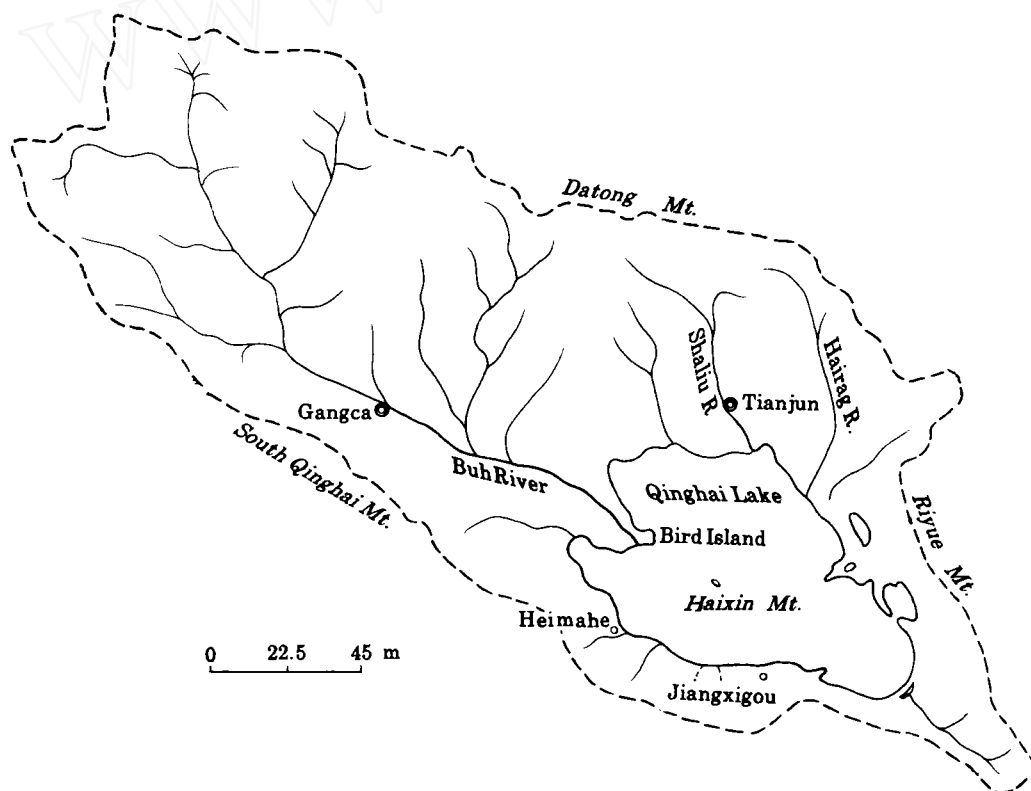 WWW
Datong Mt.
Shaliu R.
Hairag R.
Tianjun
Gangca
South Qinghai Mt.
Buh River
Qinghai Lake
Riyue Mt.
Bird Island
Haixin Mt.
Heimahe
0 22.5 45 m
Jiangxigou